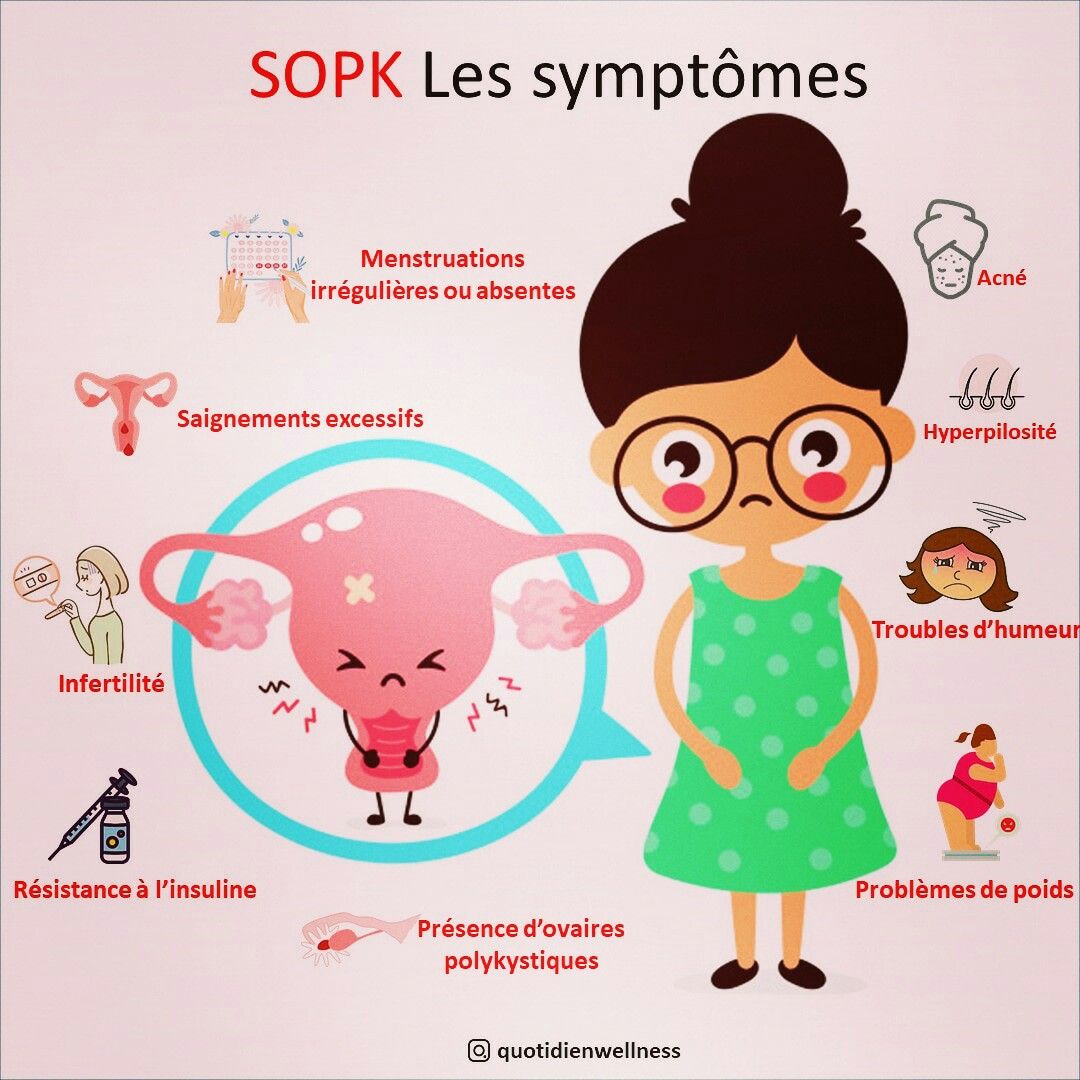 SOPK Les symptômes
Menstruations
irrégulières ou absentes
Acné
Saignements excessifs
Hyperpilosité
Troubles d’humeur
Infertilité
Résistance à l’insuline
Problèmes de poids
Présence d’ovaires
polykystiques
quotidienwellness